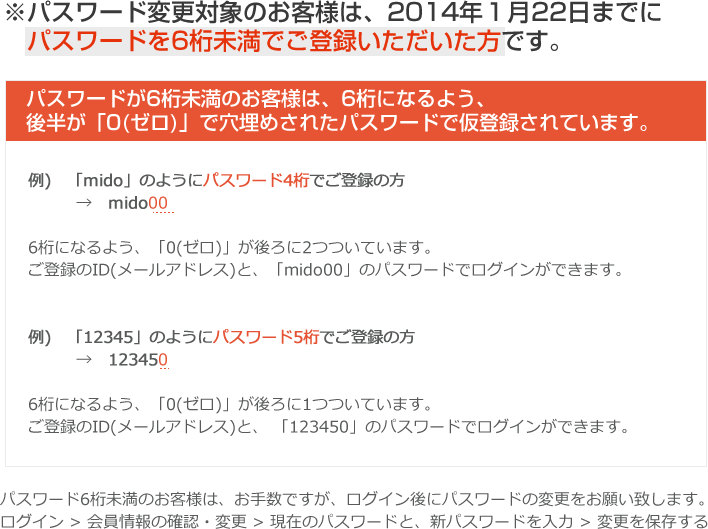 ※パスワード変更対象のお客様は、2014年１月22日までに
パスワードを6桁未満でご登録いただいた方です。
パスワードが6桁未満のお客様は、6桁になるよう、
後半が「0(ゼロ)」で穴埋めされたパスワードで仮登録されています。
例) 「mido」のようにパスワード4桁でご登録の方
→ mido00
6桁になるよう、「0(ゼロ)」が後ろに2つついています。
ご登録のID(メールアドレス)と、「mido00」のパスワードでログインができます。
例) 「12345」のようにパスワード5桁でご登録の方
→ 123450
6桁になるよう、「0(ゼロ)」が後ろに1つついています。
ご登録のID(メールアドレス)と、「123450」のパスワードでログインができます。
パスワード6桁未満のお客様は、お手数ですが、ログイン後にパスワードの変更をお願い致します。
ログイン > 会員情報の確認・変更 > 現在のパスワードと、新パスワードを入力 > 変更を保存する